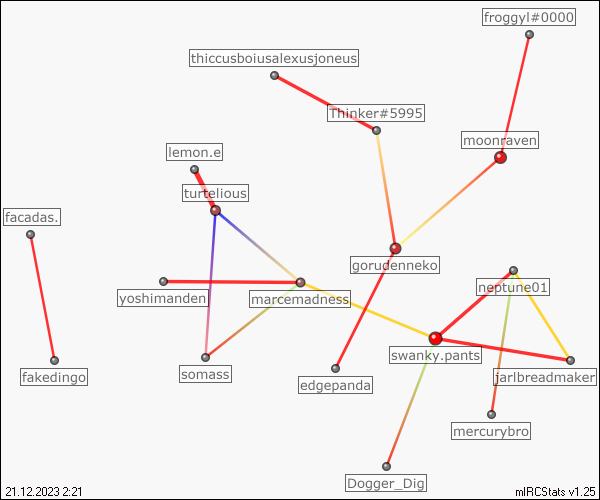 froggyl#0000
thiccusboiusalexusjoneus
Thinker#5995
moonraven
lemon.e
turtelious
facadas.
gorudenneko
neptune01
yoshimanden
marcemadness
swanky.pants
somass
fakedingo
edgepanda
jarlbreadmaker
mercurybro
Dogger_Dig
21.12.2023 2:21
mIRCStats v1.25